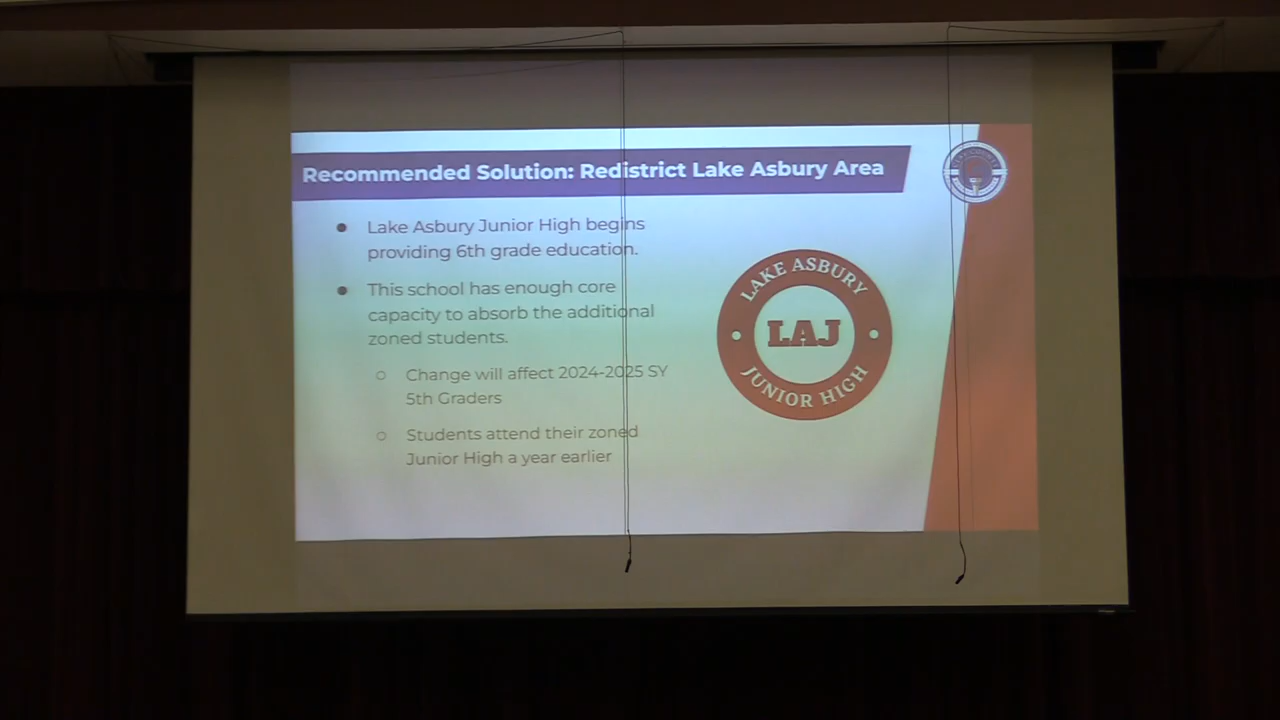 Recommended Solution: Redistrict Lake Asbury Area
Lake Asbury Junior High begins
providing 6th grade education.
This school has enough core
capacity to absorb the additional
zoned students.
Change will affect 2024-2025 SY
5th Graders
Students attend their zoned
Junior High a year earlier
LAKE ASBURY
LAJ
JUNIOR HIGH